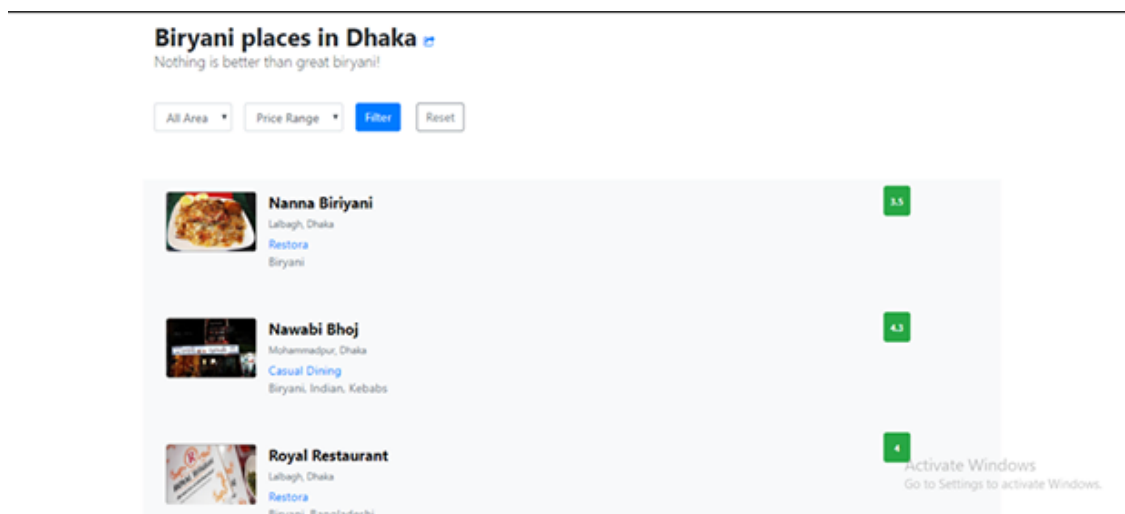 Biryani places in Dhaka
Nothing is better than great biryani!
All Area Price Range Filter Reset
Nanna Biriyani
3.5
Lalbagh, Dhaka
Restora
Biryani
Nawabi Bhoj
4.3
Mohammadpur, Dhaka
Casual Dining
Biryani, Indian, Kebabs
Royal Restaurant
4
Lalbagh, Dhaka
Restora
Biryani, Bangladeshi
Activate Windows
Go to Settings to activate Windows.